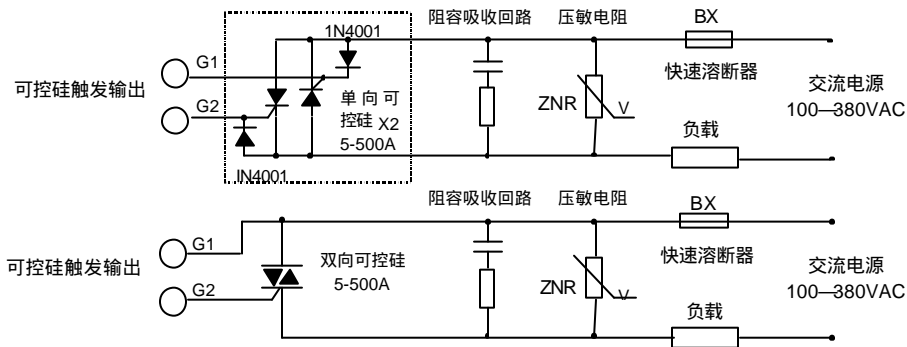 阻容吸收回路
压敏电阻
BX
1N4001
G1
可控硅触发输出
G2
单向可
控硅 X2
5-500A
ZNR
V
快速溶断器
交流电源
100—380VAC
负载
IN4001
阻容吸收回路
压敏电阻
BX
G1
可控硅触发输出
G2
双向可控硅
5-500A
ZNR
V
快速溶断器
交流电源
100—380VAC
负载